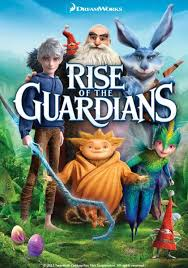 DREAMWORKS
RISE
OF THE
GUARDIANS